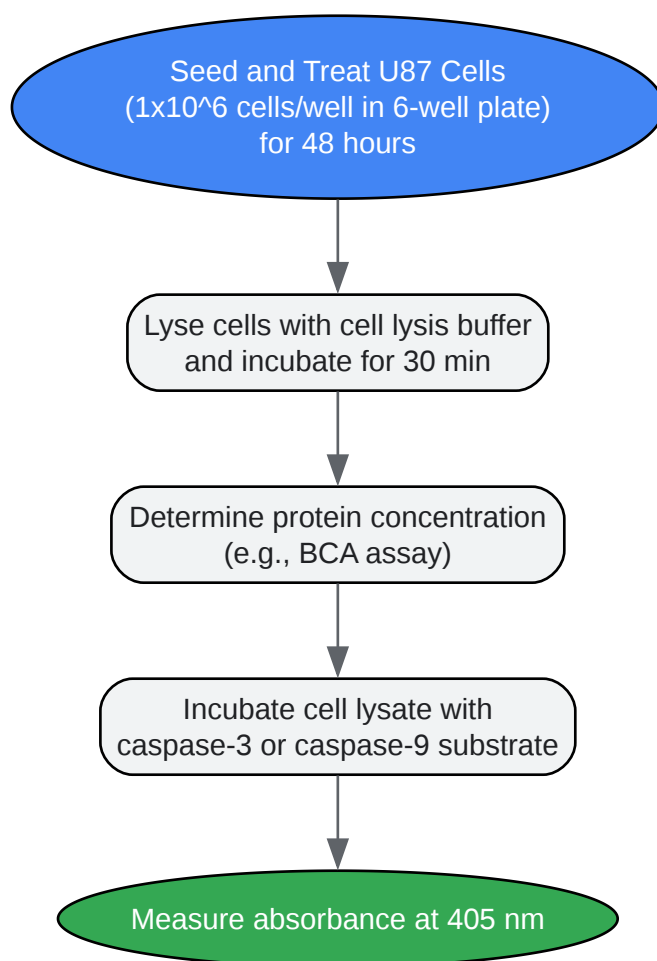 Seed and Treat U87 Cells
(1x10^6 cells/well in 6-well plate)
for 48 hours
Lyse cells with cell lysis buffer
and incubate for 30 min
Determine protein concentration
(e.g., BCA assay)
Incubate cell lysate with
caspase-3 or caspase-9 substrate
Measure absorbance at 405 nm